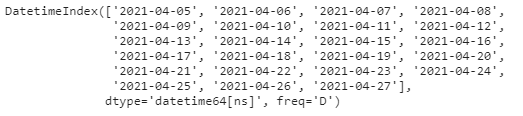 DatetimeIndex(['2021-04-05', '2021-04-06', '2021-04-07', '2021-04-08',
'2021-04-09', '2021-04-10', '2021-04-11', '2021-04-12',
'2021-04-13', '2021-04-14', '2021-04-15', '2021-04-16',
'2021-04-17', '2021-04-18', '2021-04-19', '2021-04-20',
'2021-04-21', '2021-04-22', '2021-04-23', '2021-04-24',
'2021-04-25', '2021-04-26', '2021-04-27'],
dtype='datetime64[ns]', freq='D')